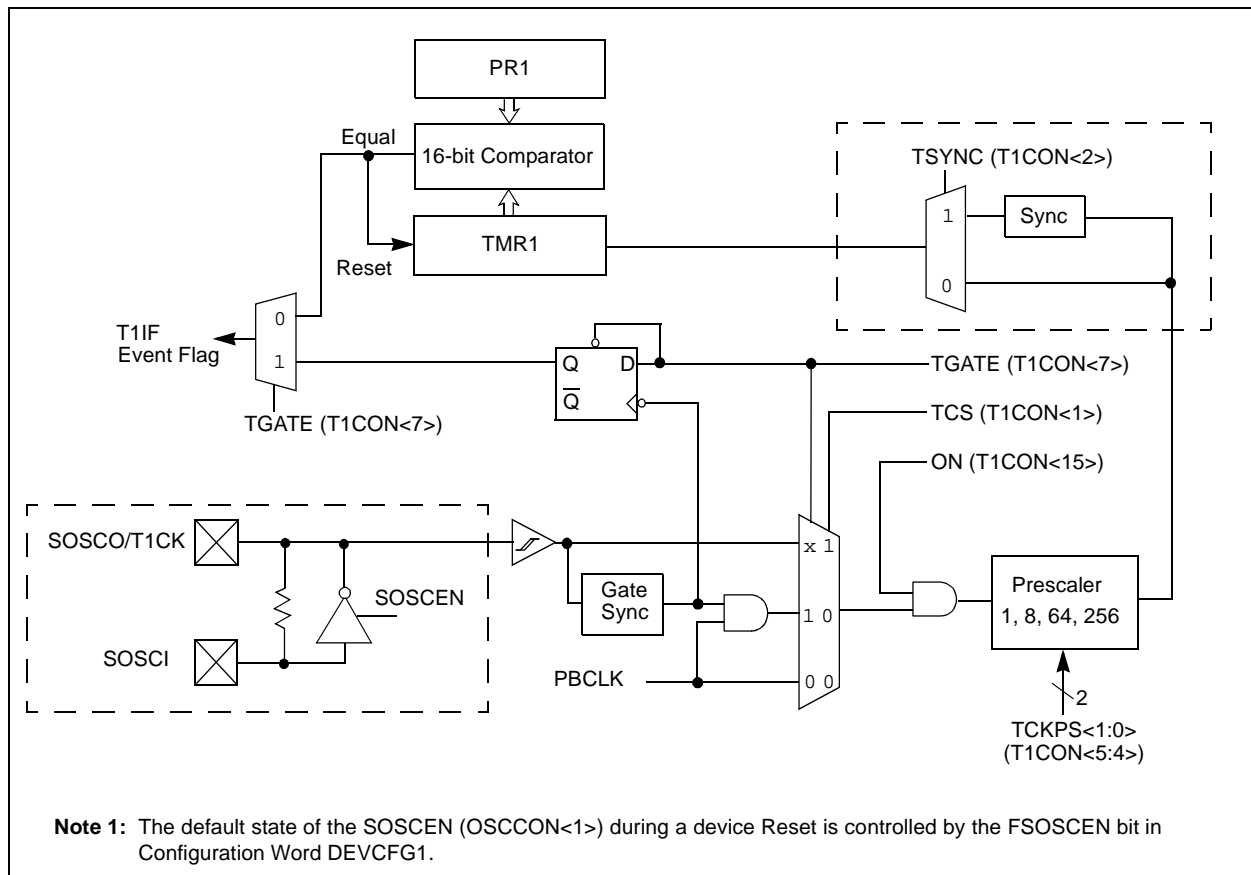 PR1
Equal
16-bit Comparator
TSYNC (T1CON<2>)
1
Sync
TMR1
Reset
0
0
T1IF
Event Flag
1
Q
D
TGATE (T1CON<7>)
Q
TGATE (T1CON<7>)
TCS (T1CON<1>)
ON (T1CON<15>)
SOSCO/T1CK
x 1
Prescaler
1, 8, 64, 256
Gate
Sync
SOSCEN
1 0
SOSCI
PBCLK
0 0
2
TCKPS<1:0>
(T1CON<5:4>)
Note 1: The default state of the SOSCEN (OSCCON<1>) during a device Reset is controlled by the FSOSCEN bit in
Configuration Word DEVCFG1.